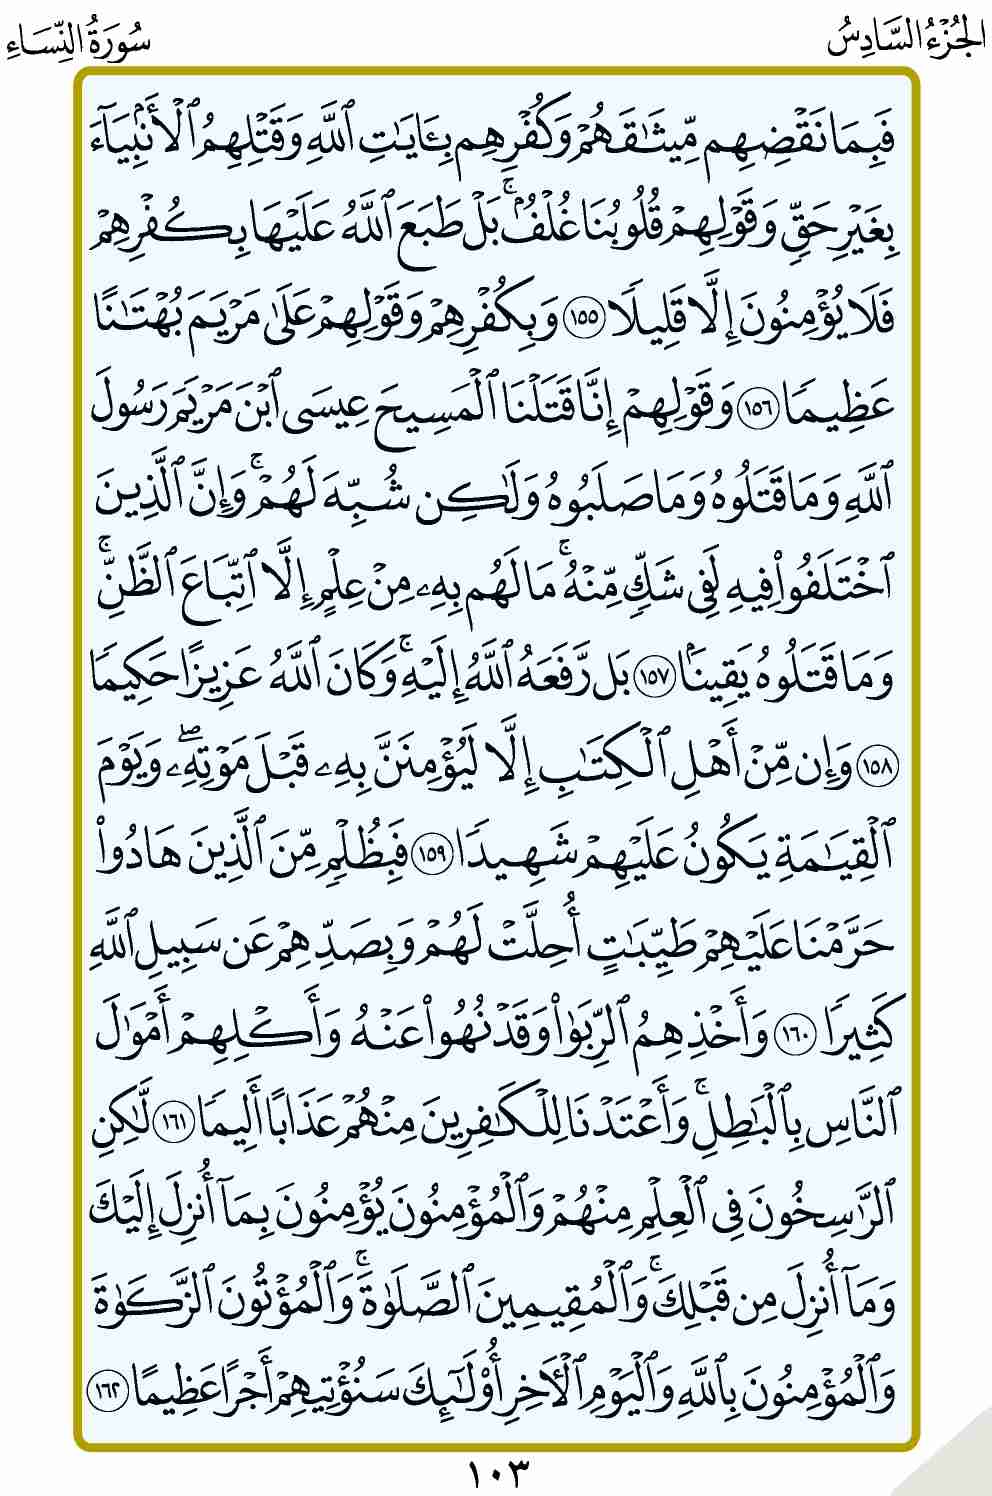 الجُزْءُ السَّادِسُ
سُورَةُ النِّسَاءِ
فَبِمَا نَقْضِهِم مِّيثَٰقَهُمْ وَكُفْرِهِم بِـَٔايَٰتِ ٱللَّهِ وَقَتْلِهِمُ ٱلْأَنۢبِيَآءَ
بِغَيْرِ حَقٍّ وَقَوْلِهِمْ قُلُوبُنَا غُلْفٌۢ ۚ بَلْ طَبَعَ ٱللَّهُ عَلَيْهَا بِكُفْرِهِمْ
فَلَا يُؤْمِنُونَ إِلَّا قَلِيلًا ١٥٥ وَبِكُفْرِهِمْ وَقَوْلِهِمْ عَلَىٰ مَرْيَمَ بُهْتَٰنًا
عَظِيمًا ١٥٦ وَقَوْلِهِمْ إِنَّا قَتَلْنَا ٱلْمَسِيحَ عِيسَى ٱبْنَ مَرْيَمَ رَسُولَ
ٱللَّهِ وَمَا قَتَلُوهُ وَمَا صَلَبُوهُ وَلَٰكِن شُبِّهَ لَهُمْ ۚ وَإِنَّ ٱلَّذِينَ
ٱخْتَلَفُوا۟ فِيهِ لَفِى شَكٍّ مِّنْهُ ۚ مَا لَهُم بِهِۦ مِنْ عِلْمٍ إِلَّا ٱتِّبَاعَ ٱلظَّنِّ ۚ
وَمَا قَتَلُوهُ يَقِينًۢا ١٥٧ بَل رَّفَعَهُ ٱللَّهُ إِلَيْهِ ۚ وَكَانَ ٱللَّهُ عَزِيزًا حَكِيمًا
١٥٨ وَإِن مِّنْ أَهْلِ ٱلْكِتَٰبِ إِلَّا لَيُؤْمِنَنَّ بِهِۦ قَبْلَ مَوْتِهِۦ ۖ وَيَوْمَ
ٱلْقِيَٰمَةِ يَكُونُ عَلَيْهِمْ شَهِيدًا ١٥٩ فَبِظُلْمٍ مِّنَ ٱلَّذِينَ هَادُوا۟
حَرَّمْنَا عَلَيْهِمْ طَيِّبَٰتٍ أُحِلَّتْ لَهُمْ وَبِصَدِّهِمْ عَن سَبِيلِ ٱللَّهِ
كَثِيرًا ١٦٠ وَأَخْذِهِمُ ٱلرِّبَوٰا۟ وَقَدْ نُهُوا۟ عَنْهُ وَأَكْلِهِمْ أَمْوَٰلَ
ٱلنَّاسِ بِٱلْبَٰطِلِ ۚ وَأَعْتَدْنَا لِلْكَٰفِرِينَ مِنْهُمْ عَذَابًا أَلِيمًا ١٦١ لَّٰكِنِ
ٱلرَّٰسِخُونَ فِى ٱلْعِلْمِ مِنْهُمْ وَٱلْمُؤْمِنُونَ يُؤْمِنُونَ بِمَآ أُنزِلَ إِلَيْكَ
وَمَآ أُنزِلَ مِن قَبْلِكَ ۚ وَٱلْمُقِيمِينَ ٱلصَّلَوٰةَ ۚ وَٱلْمُؤْتُونَ ٱلزَّكَوٰةَ
وَٱلْمُؤْمِنُونَ بِٱللَّهِ وَٱلْيَوْمِ ٱلْـَٔاخِرِ أُو۟لَٰٓئِكَ سَنُؤْتِيهِمْ أَجْرًا عَظِيمًا ١٦٢
١٠٣